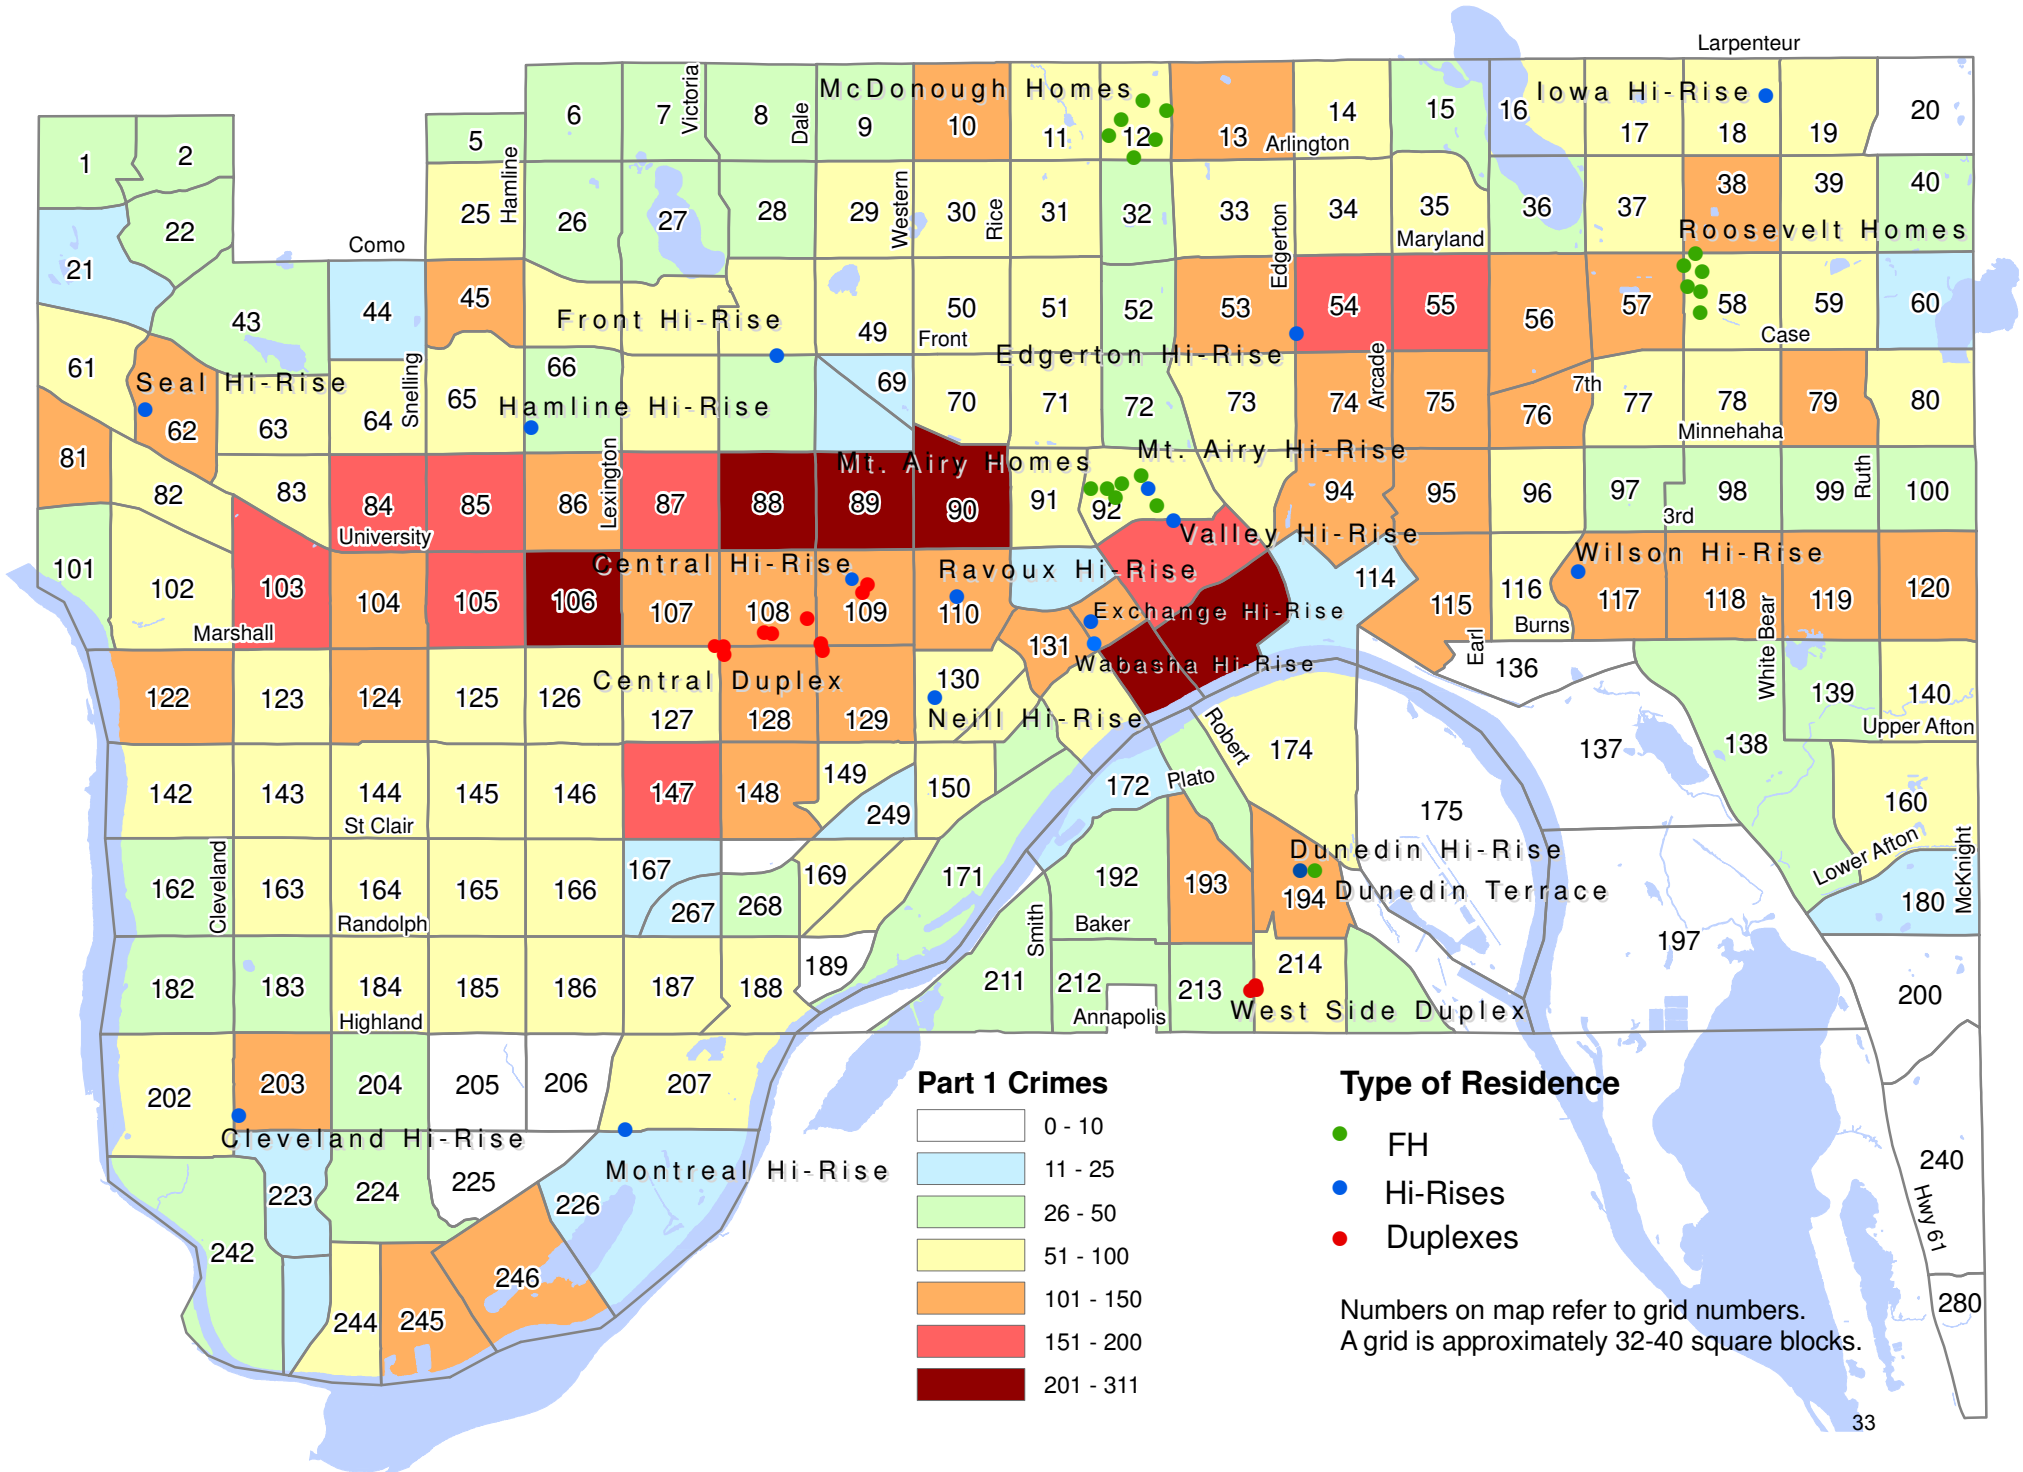 Larpenteur
McDonough Homes
Iowa Hi-Rise
6
7
Victoria
8
Dale
9
10
11
12
13
Arlington
14
15
16
17
18
19
20
1
2
5
Hamline
22
25
26
27
28
29
Western
30
Rice
31
32
33
34
35
36
37
38
39
40
Maryland
Roosevelt Homes
Como
21
43
44
45
Front Hi-Rise
49
50
Front
51
52
53
Edgerton
54
55
56
57
58
59
60
Case
Edgerton Hi-Rise
61
Seal Hi-Rise
62
63
64
Snelling
65
66
Hamline Hi-Rise
69
70
71
72
73
74
Arcade
75
76
7th
77
78
79
80
Minnehaha
81
82
83
84
85
86
Lexington
87
88
89
90
Mt. Airy Homes
Mt. Airy Hi-Rise
91
92
94
95
96
97
98
99
Ruth
100
3rd
University
Valley Hi-Rise
101
102
103
104
105
106
Central Hi-Rise
107
108
109
Ravoux Hi-Rise
110
Exchange Hi-Rise
114
115
116
Wilson Hi-Rise
117
118
119
120
Marshall
Burns
Earl
White Bear
122
123
124
125
126
Central Duplex
127
128
129
130
131
Wabasha Hi-Rise
Neill Hi-Rise
136
137
138
139
140
Upper Afton
142
143
144
145
146
147
148
149
249
150
172
Plato
Robert
174
175
160
St Clair
Lower Afton
McKnight
162
Cleveland
163
164
165
166
167
267
268
169
171
192
193
Dunedin Hi-Rise
194
Dunedin Terrace
180
Randolph
Smith
Baker
197
182
183
184
185
186
187
188
189
211
212
213
214
West Side Duplex
200
Highland
Annapolis
202
203
204
205
206
207
Cleveland Hi-Rise
Montreal Hi-Rise
223
224
225
226
240
Hwy 61
242
244
245
246
280
Part 1 Crimes
0 - 10
11 - 25
26 - 50
51 - 100
101 - 150
151 - 200
201 - 311
Type of Residence
FH
Hi-Rises
Duplexes
Numbers on map refer to grid numbers.
A grid is approximately 32-40 square blocks.
33